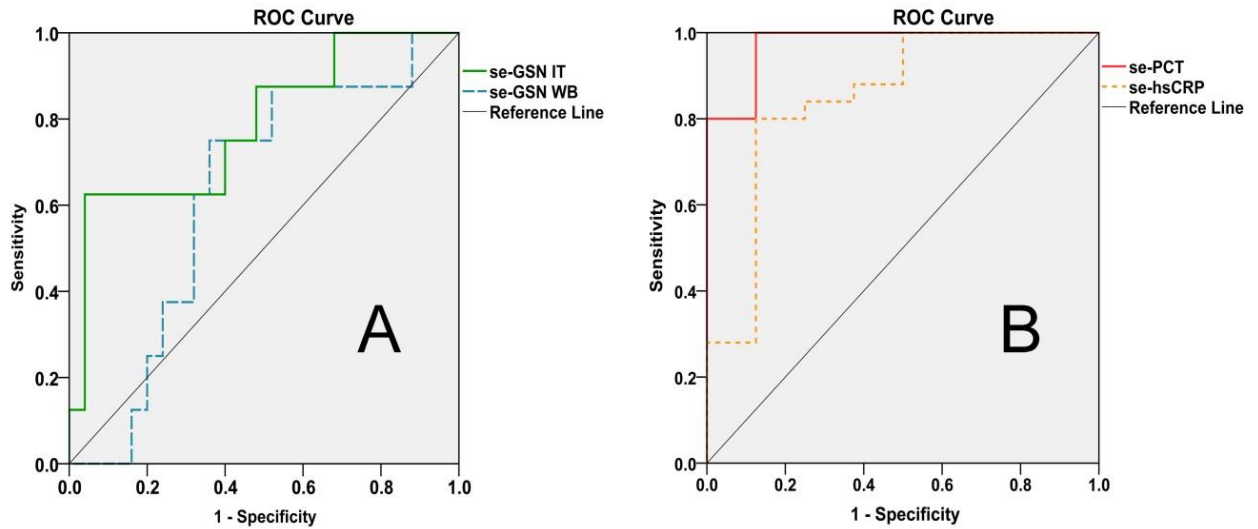 ROC Curve
1.0
0.8
0.6
0.4
0.2
0.0
Sensitivity
0.0 0.2 0.4 0.6 0.8 1.0
1 - Specificity
se-GSN IT
se-GSN WB
Reference Line
A
ROC Curve
1.0
0.8
0.6
0.4
0.2
0.0
Sensitivity
0.0 0.2 0.4 0.6 0.8 1.0
1 - Specificity
se-PCT
se-hsCRP
Reference Line
B